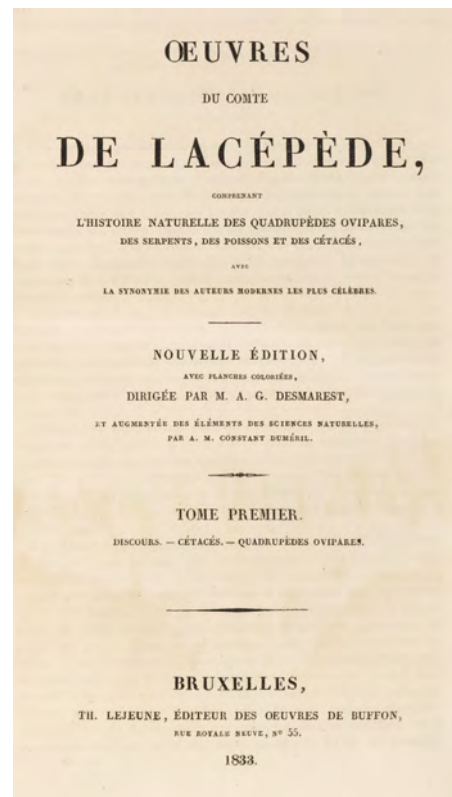 ŒUVRES
DU COMTE
DE LACÉPÈDE,
COMPRENANT
L'HISTOIRE NATURELLE DES QUADRUPÈDES OVIPARES,
DES SERPENTS, DES POISSONS ET DES CÉTACÉS,
AVEC
LA SYNONYMIE DES AUTEURS MODERNES LES PLUS CÉLÈBRES.
NOUVELLE ÉDITION,
AVEC PLANCHES COLORIÉES,
DIRIGÉE PAR M. A. G. DESMAREST,
ET AUGMENTÉE DES ÉLÉMENTS DES SCIENCES NATURELLES,
PAR A. M. CONSTANT DUMÉRIL.
TOME PREMIER.
DISCOURS. — CÉTACÉS. — QUADRUPÈDES OVIPARES.
BRUXELLES,
TH. LEJEUNE, ÉDITEUR DES OEUVRES DE BUFFON,
RUE ROYALE NEUVE, Nº 55.
1833.